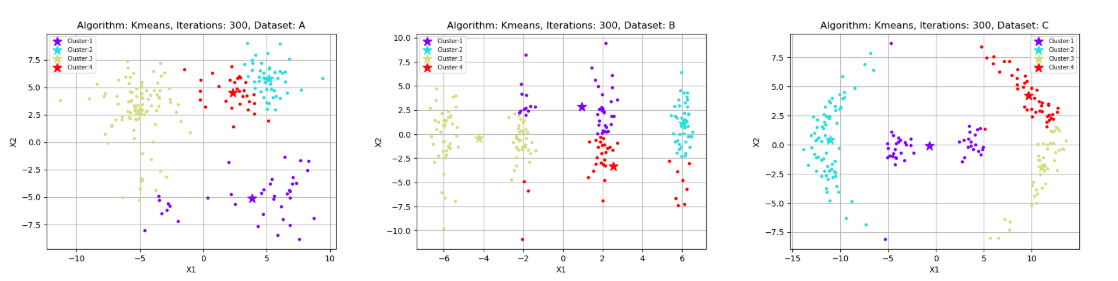 Algorithm: Kmeans, Iterations: 300, Dataset: A
Cluster:1
Cluster:2
Cluster:3
Cluster:4
7.5
5.0
2.5
0.0
−2.5
−5.0
−7.5
X2
−10 −5 0 5 10
X1
Algorithm: Kmeans, Iterations: 300, Dataset: B
Cluster:1
Cluster:2
Cluster:3
Cluster:4
10.0
7.5
5.0
2.5
0.0
−2.5
−5.0
−7.5
−10.0
X2
−6 −4 −2 0 2 4 6
X1
Algorithm: Kmeans, Iterations: 300, Dataset: C
Cluster:1
Cluster:2
Cluster:3
Cluster:4
7.5
5.0
2.5
0.0
−2.5
−5.0
−7.5
X2
−15 −10 −5 0 5 10
X1